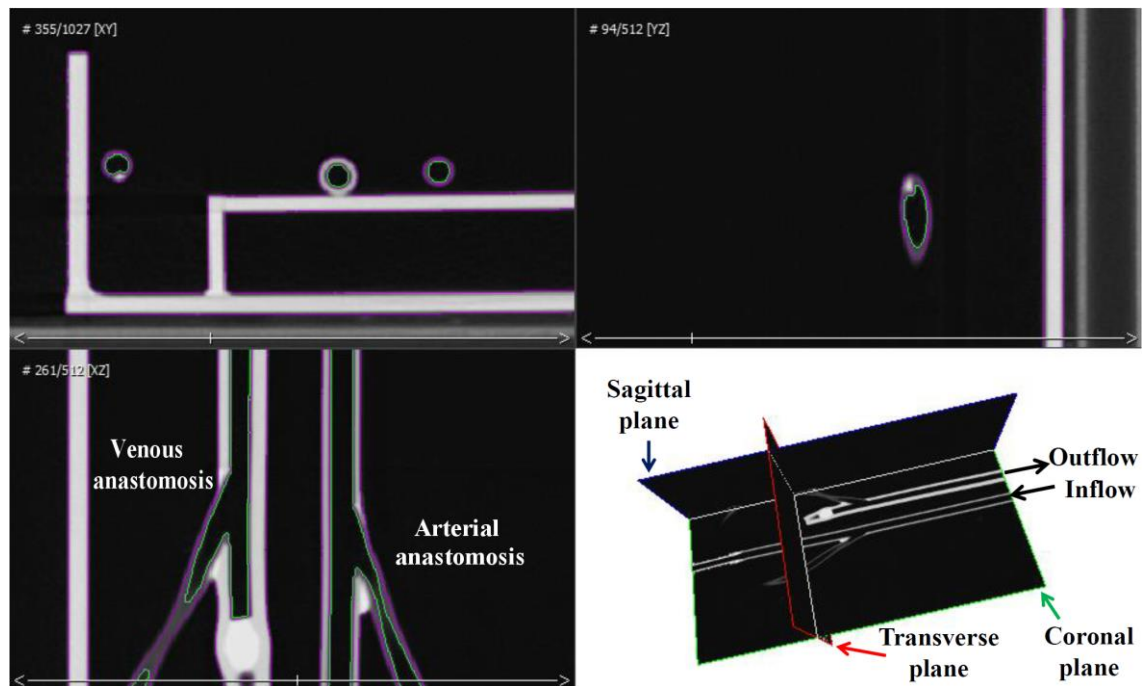 # 355/1027 [XY]
# 94/512 [YZ]
# 261/512 [XZ]
Venous
anastomosis
Arterial
anastomosis
Sagittal
plane
Outflow
Inflow
Transverse
plane
Coronal
plane